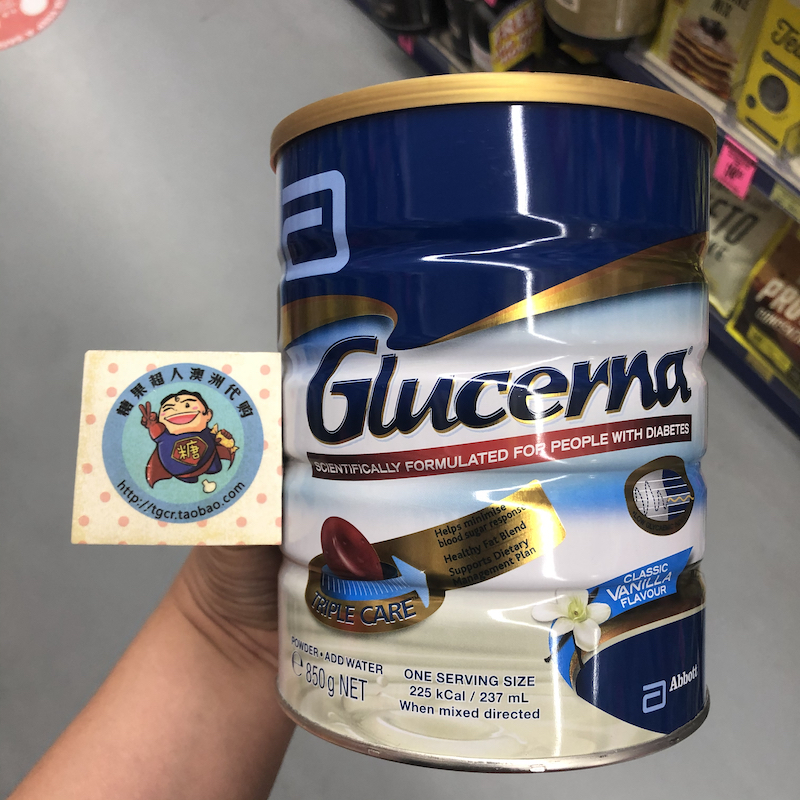 Glucerna
SCIENTIFICALLY FORMULATED FOR PEOPLE WITH DIABETES
Helps minimise
blood sugar response
Healthy Fat Blend
Supports Dietary
Management Plan
TRIPLE CARE
CLASSIC
VANILLA
FLAVOUR
POWDER • ADD WATER
e 850g NET
ONE SERVING SIZE
225 kCal / 237 mL
When mixed directed
Abbott
糖果超人澳洲代购
糖
http://tgcr.taobao.com